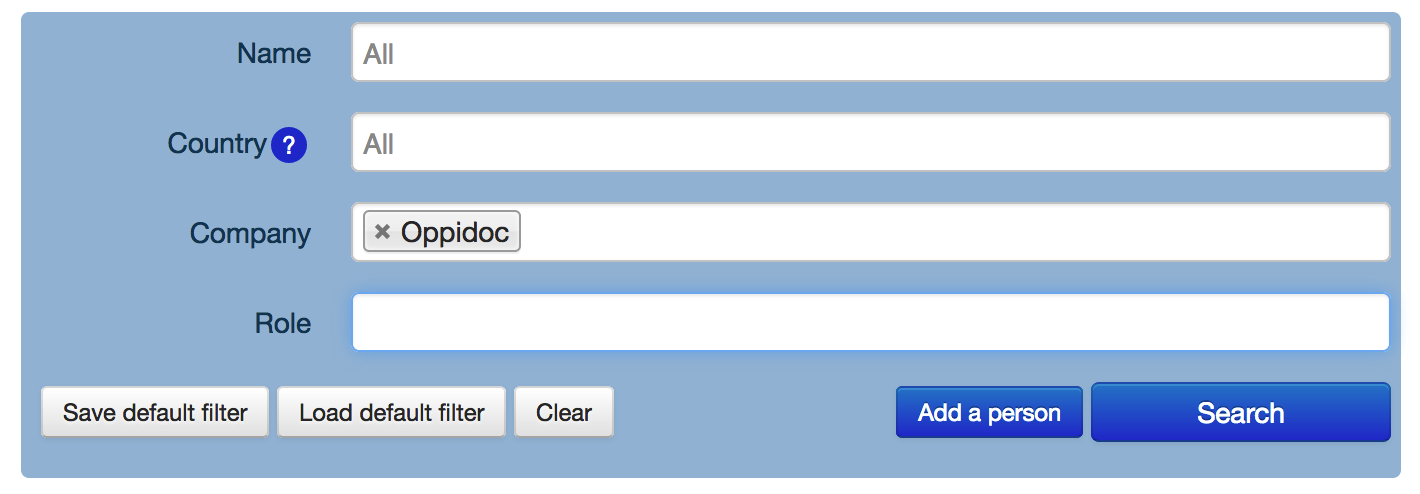 Name All
Country ? All
Company × Oppidoc
Role
Save default filter Load default filter Clear Add a person Search